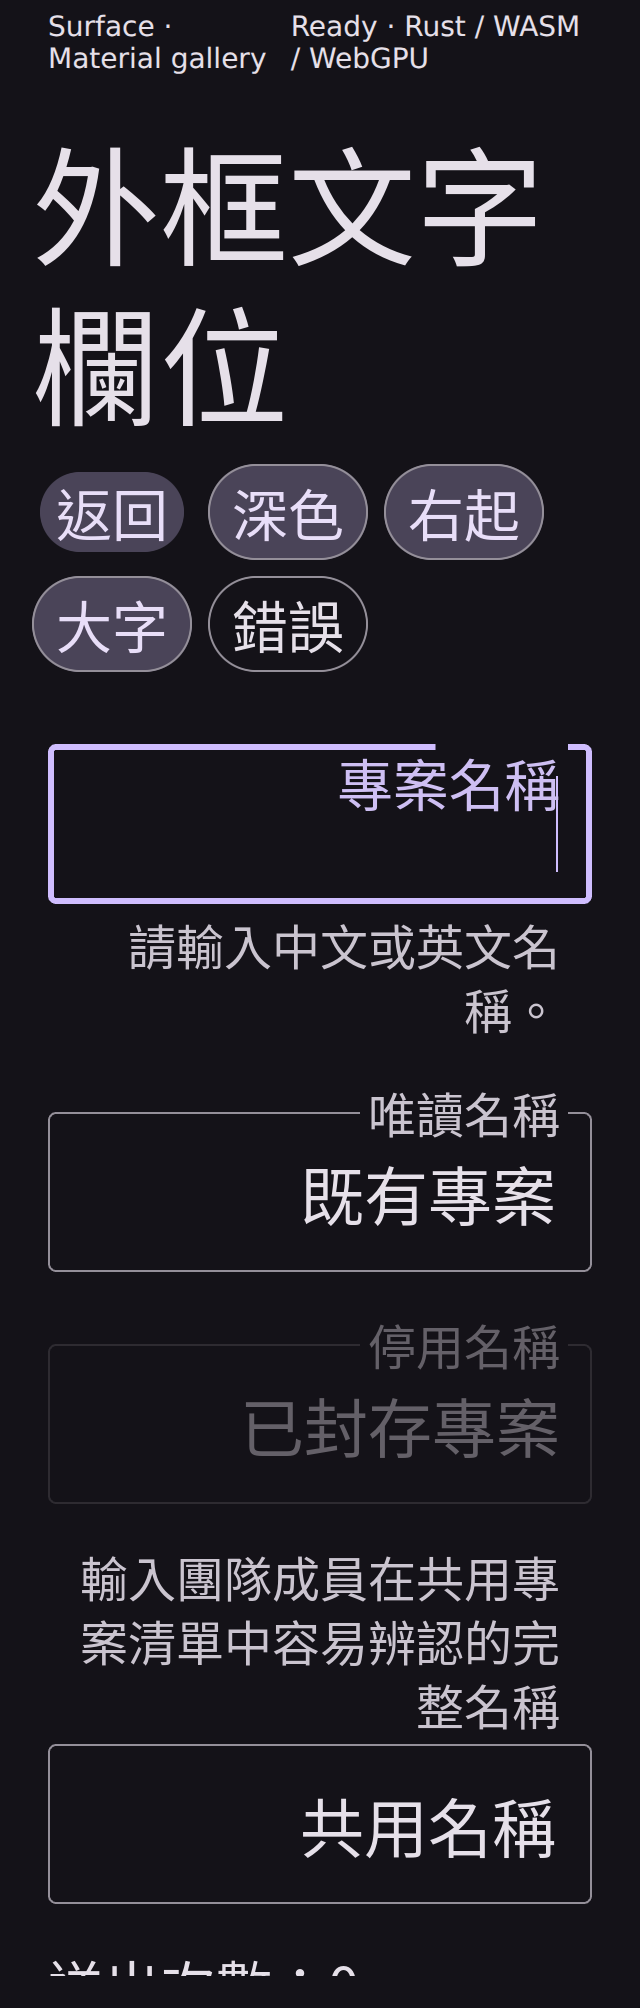 Surface ·
Material gallery
Ready · Rust / WASM
/ WebGPU
外框文字
欄位
返回
深色
右起
大字
錯誤
專案名稱
請輸入中文或英文名
稱。
唯讀名稱
既有專案
停用名稱
已封存專案
輸入團隊成員在共用專
案清單中容易辨認的完
整名稱
共用名稱